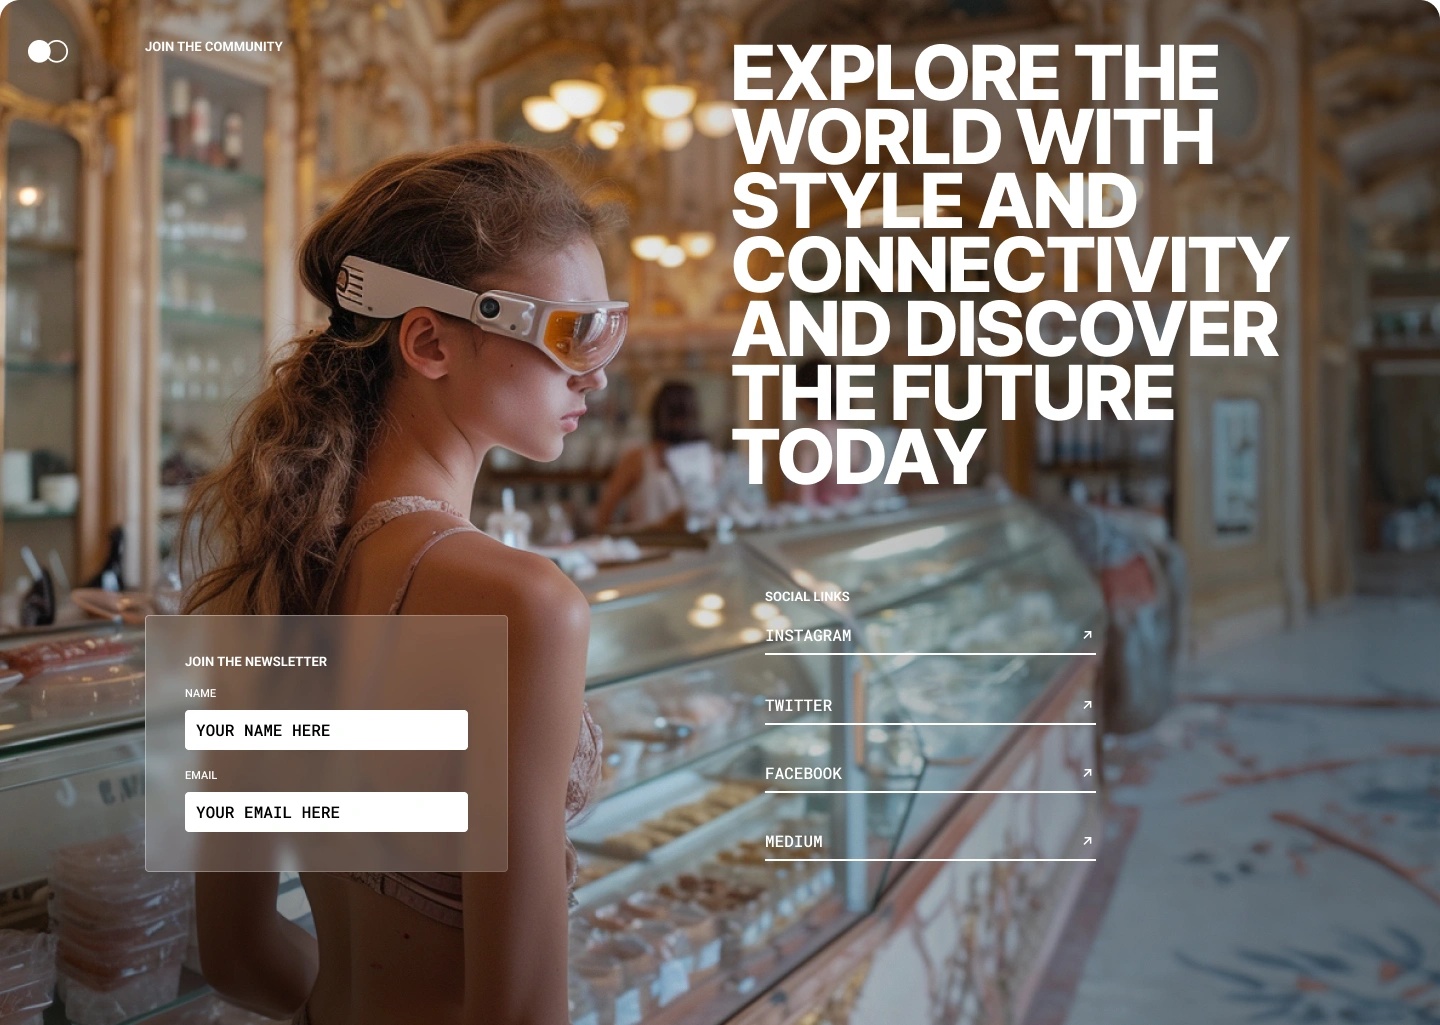 JOIN THE COMMUNITY
EXPLORE THE
WORLD WITH
STYLE AND
CONNECTIVITY
AND DISCOVER
THE FUTURE
TODAY
JOIN THE NEWSLETTER
NAME
YOUR NAME HERE
EMAIL
YOUR EMAIL HERE
SOCIAL LINKS
INSTAGRAM
TWITTER
FACEBOOK
MEDIUM